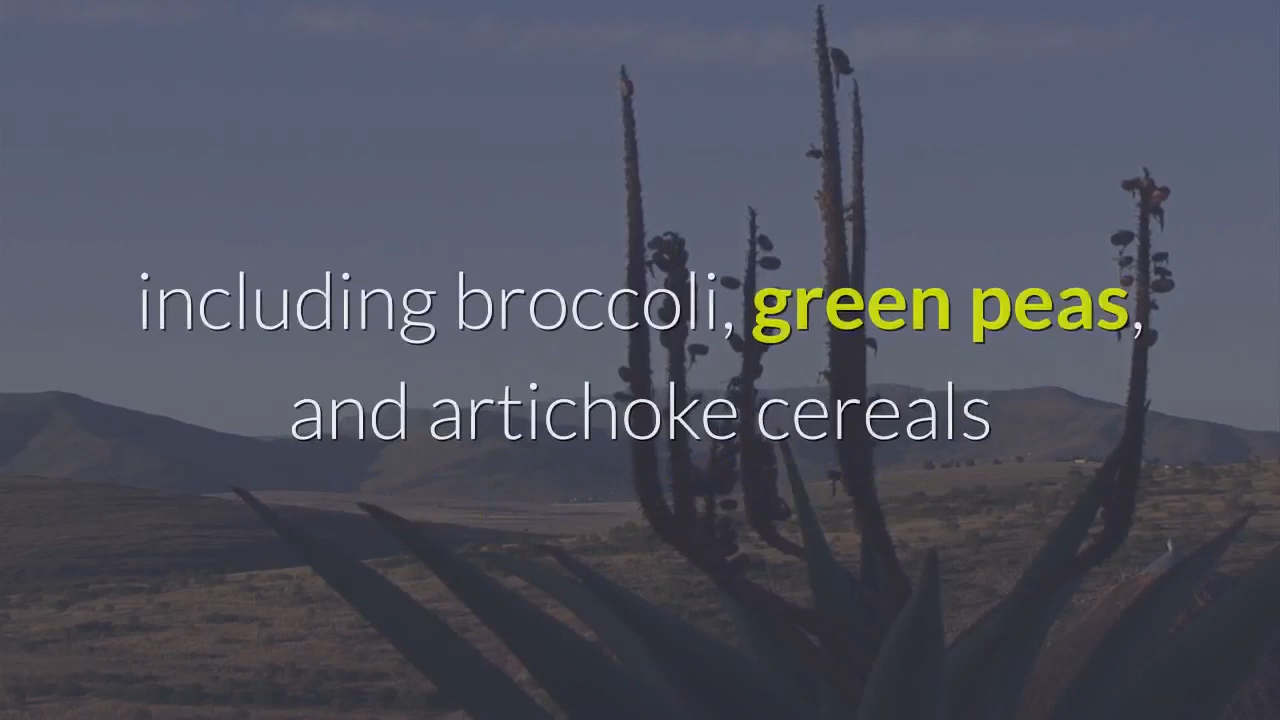 including broccoli, green peas,
and artichoke cereals